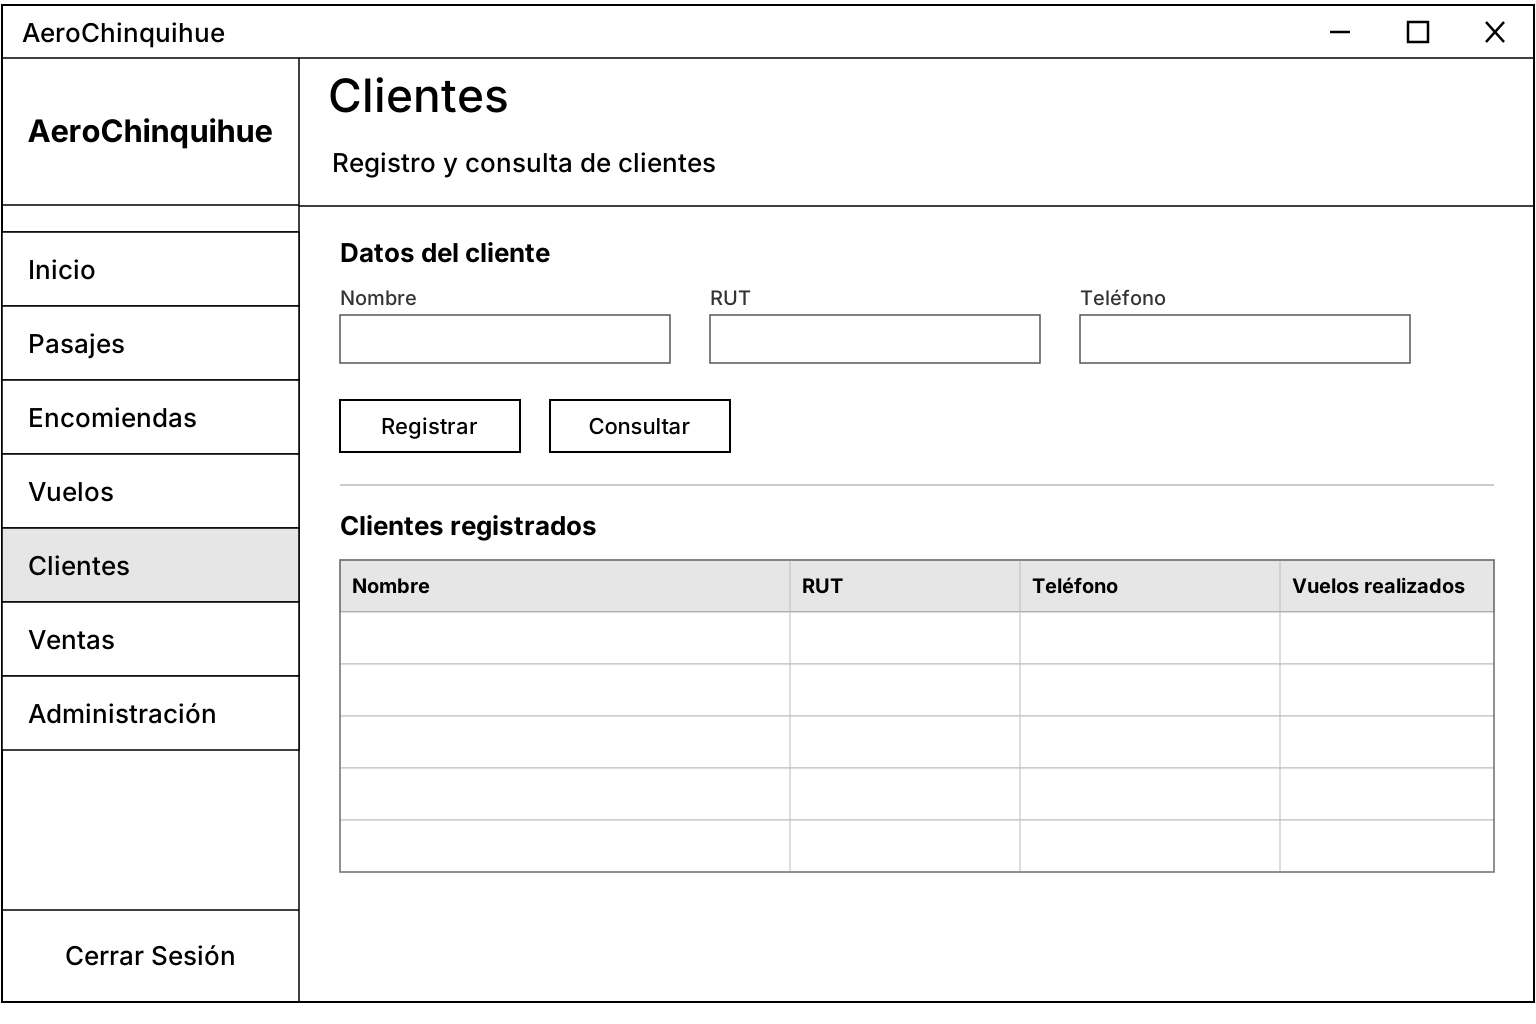 AeroChinquihue
AeroChinquihue
Clientes
Registro y consulta de clientes
Inicio
Pasajes
Encomiendas
Vuelos
Clientes
Ventas
Administración
Cerrar Sesión
Datos del cliente
Nombre RUT Teléfono
Registrar Consultar
Clientes registrados
Nombre RUT Teléfono Vuelos realizados